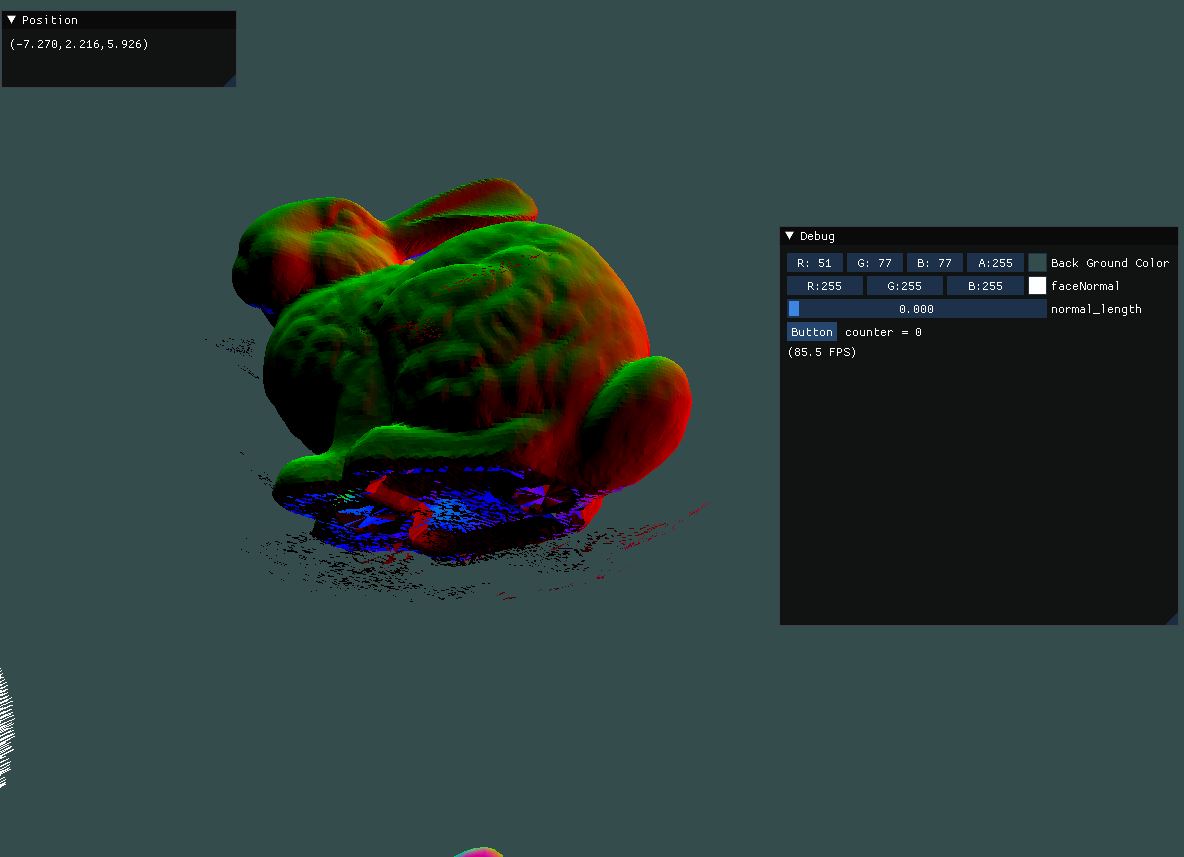 Position
(-7.270,2.216,5.926)
Debug
R: 51 G: 77 B: 77 A:255 Back Ground Color
R:255 G:255 B:255 faceNormal
0.000 normal_length
Button counter = 0
(85.5 FPS)